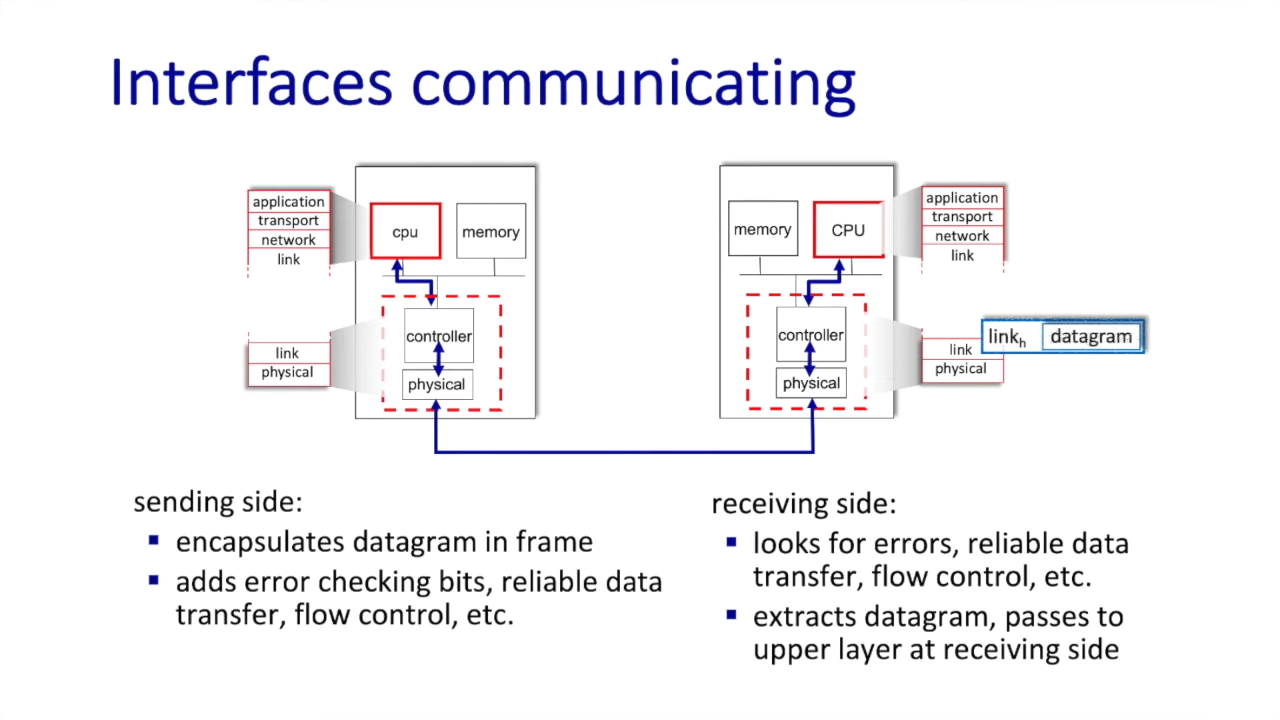 Interfaces communicating
application
transport
network
link
cpu
memory
controller
physical
link
physical
memory
CPU
controller
physical
application
transport
network
link
link
physical
linkh datagram
sending side:
▪ encapsulates datagram in frame
▪ adds error checking bits, reliable data
transfer, flow control, etc.
receiving side:
▪ looks for errors, reliable data
transfer, flow control, etc.
▪ extracts datagram, passes to
upper layer at receiving side